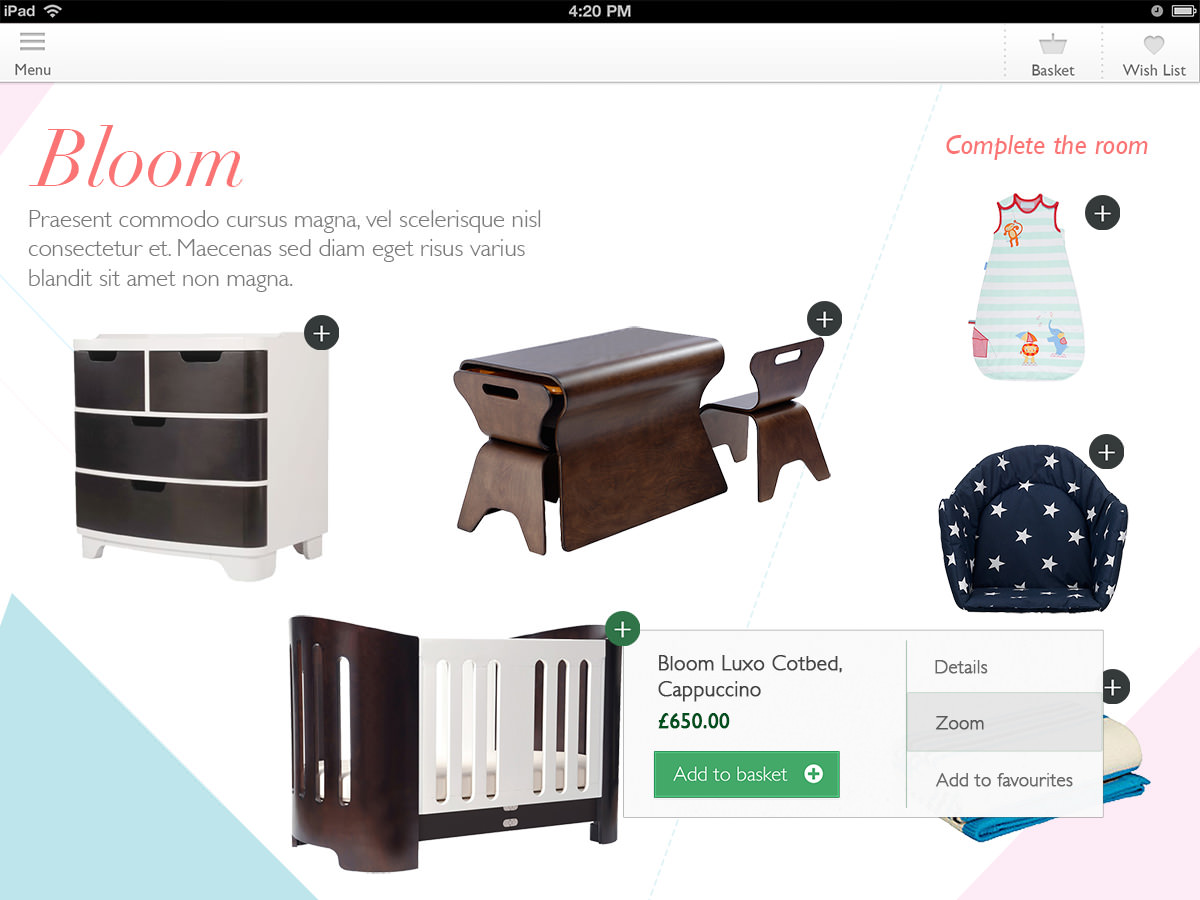 iPad
4:20 PM
Menu
Basket
Wish List
Bloom
Praesent commodo cursus magna, vel scelerisque nisl
consectetur et. Maecenas sed diam eget risus varius
blandit sit amet non magna.
Complete the room
Bloom Luxo Cotbed,
Cappuccino
£650.00
Add to basket
Details
Zoom
Add to favourites